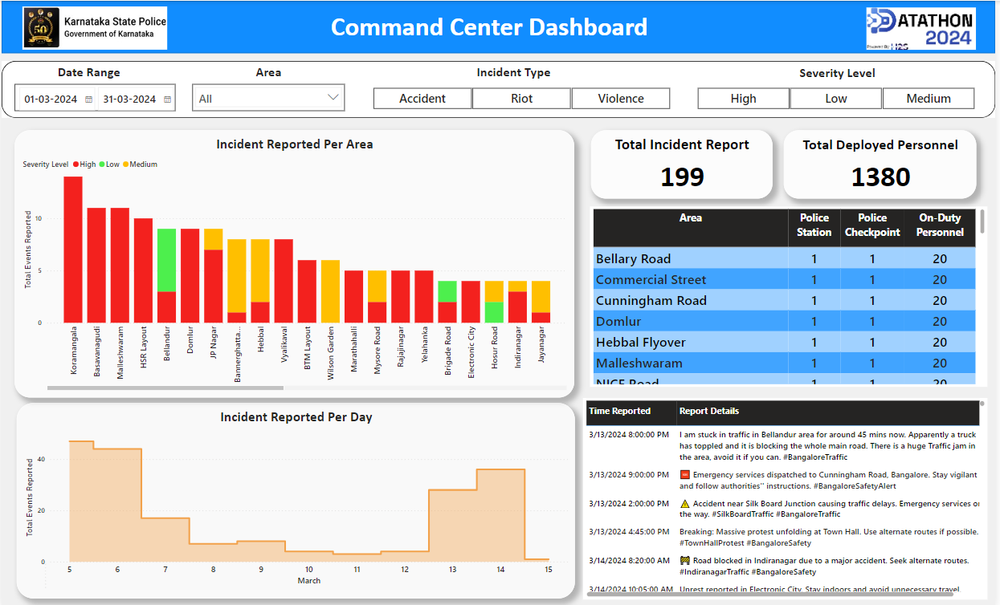 Karnataka State Police
Government of Karnataka
50
Command Center Dashboard
DATATHON
2024
Powered By H2S
Date Range
Area
Incident Type
Severity Level
01-03-2024 31-03-2024
All
Accident Riot Violence
High Low Medium
Incident Reported Per Area
Severity Level High Low Medium
Total Events Reported
10
5
0
Koramangala
Basavanagudi
Malleshwaram
HSR Layout
Bellandur
Domlur
JP Nagar
Bannerghatta...
Hebbal
Vyalikaval
BTM Layout
Wilson Garden
Marathahalli
Mysore Road
Rajajinagar
Yelahanka
Brigade Road
Electronic City
Hosur Road
Indiranagar
Jayanagar
Total Incident Report
199
Total Deployed Personnel
1380
Area Police Station Police Checkpoint On-Duty Personnel
Bellary Road 1 1 20
Commercial Street 1 1 20
Cunningham Road 1 1 20
Domlur 1 1 20
Hebbal Flyover 1 1 20
Malleshwaram 1 1 20
NICE Road 1 1 20
Incident Reported Per Day
Total Events Reported
40
20
0
5 6 7 8 9 10 11 12 13 14 15
March
Time Reported Report Details
3/13/2024 8:00:00 PM I am stuck in traffic in Bellandur area for around 45 mins now. Apparently a truck
has toppled and it is blocking the whole main road. There is a huge Traffic jam in
the area, avoid it if you can. #BangaloreTraffic
3/13/2024 9:00:00 PM 🆘 Emergency services dispatched to Cunningham Road, Bangalore. Stay vigilant
and follow authorities'' instructions. #BangaloreSafetyAlert
3/13/2024 2:00:00 PM ⚠ Accident near Silk Board Junction causing traffic delays. Emergency services on
the way. #SilkBoardTraffic #BangaloreTraffic
3/13/2024 4:45:00 PM Breaking: Massive protest unfolding at Town Hall. Use alternate routes if possible.
#TownHallProtest #BangaloreSafety
3/14/2024 8:20:00 AM 🚧 Road blocked in Indiranagar due to a major accident. Seek alternate routes.
#IndiranagarTraffic #BangaloreSafety
3/14/2024 10:05:00 AM Unrest reported in Electronic City. Stay indoors and avoid unnecessary travel.